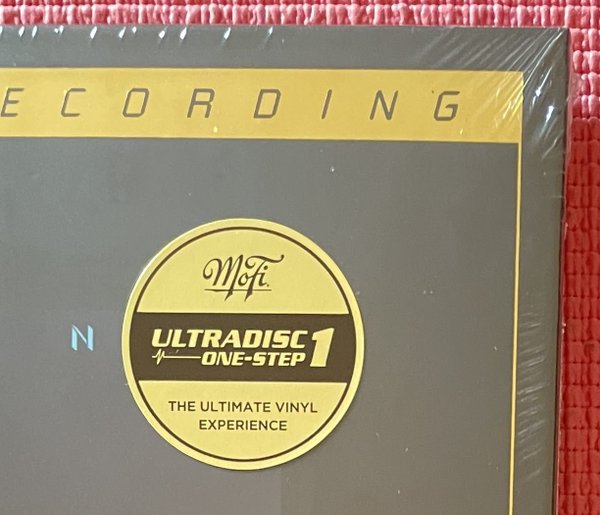 ECORDING
MoFi
N
ULTRADISC 1
ONE-STEP
THE ULTIMATE VINYL
EXPERIENCE